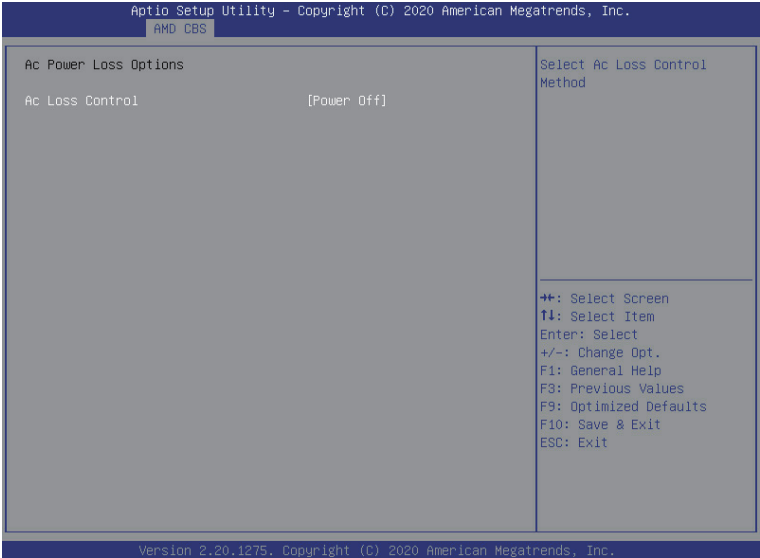 Aptio Setup Utility – Copyright (C) 2020 American Megatrends, Inc.
AMD CBS
Ac Power Loss Options
Ac Loss Control [Power Off]
Select Ac Loss Control
Method
→←: Select Screen
↑↓: Select Item
Enter: Select
+/-: Change Opt.
F1: General Help
F3: Previous Values
F9: Optimized Defaults
F10: Save & Exit
ESC: Exit
Version 2.20.1275. Copyright (C) 2020 American Megatrends, Inc.